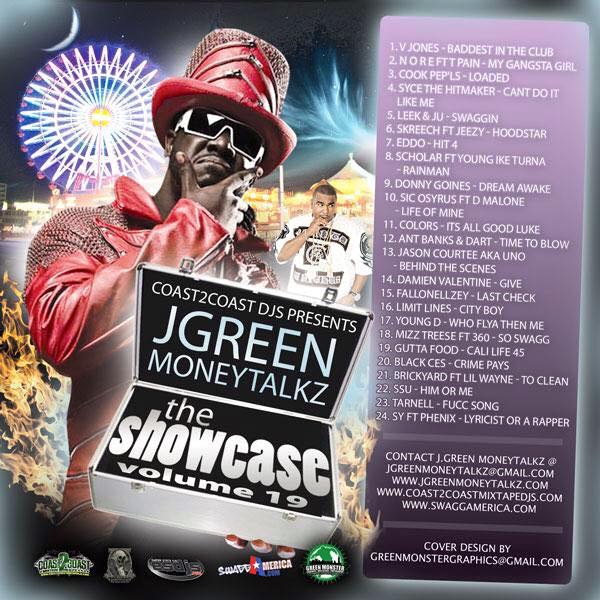 COAST2COAST DJS PRESENTS
JGREEN
MONEYTALKZ
the
showcase
volume 19
1. V JONES - BADDEST IN THE CLUB
2. N O R E FT T PAIN - MY GANGSTA GIRL
3. COOK PEP'LS - LOADED
4. SYCE THE HITMAKER - CANT DO IT
LIKE ME
5. LEEK & JU - SWAGGIN
6. SKREECH FT JEEZY - HOODSTAR
7. EDDO - HIT 4
8. SCHOLAR FT YOUNG IKE TURNA
- RAINMAN
9. DONNY GOINES - DREAM AWAKE
10. SIC OSYRUS FT D MALONE
- LIFE OF MINE
11. COLORS - ITS ALL GOOD LUKE
12. ANT BANKS & DART - TIME TO BLOW
13. JASON COURTEE AKA UNO
- BEHIND THE SCENES
14. DAMIEN VALENTINE - GIVE
15. FALLONELLZEY - LAST CHECK
16. LIMIT LINES - CITY BOY
17. YOUNG D - WHO FLYA THEN ME
18. MIZZ TREESE FT 360 - SO SWAGG
19. GUTTA FOOD - CALI LIFE 45
20. BLACK CES - CRIME PAYS
21. BRICKYARD FT LIL WAYNE - TO CLEAN
22. SSU - HIM OR ME
23. TARNELL - FUCC SONG
24. SY FT PHENIX - LYRICIST OR A RAPPER
CONTACT J.GREEN MONEYTALKZ @
JGREENMONEYTALKZ@GMAIL.COM
WWW.JGREENMONEYTALKZ.COM
WWW.COAST2COASTMIXTAPEDJS.COM
WWW.SWAGGAMERICA.COM
COVER DESIGN BY
GREENMONSTERGRAPHICS@GMAIL.COM
COAST 2 COAST
SWAGGAMERICA.COM
GREEN MONSTER